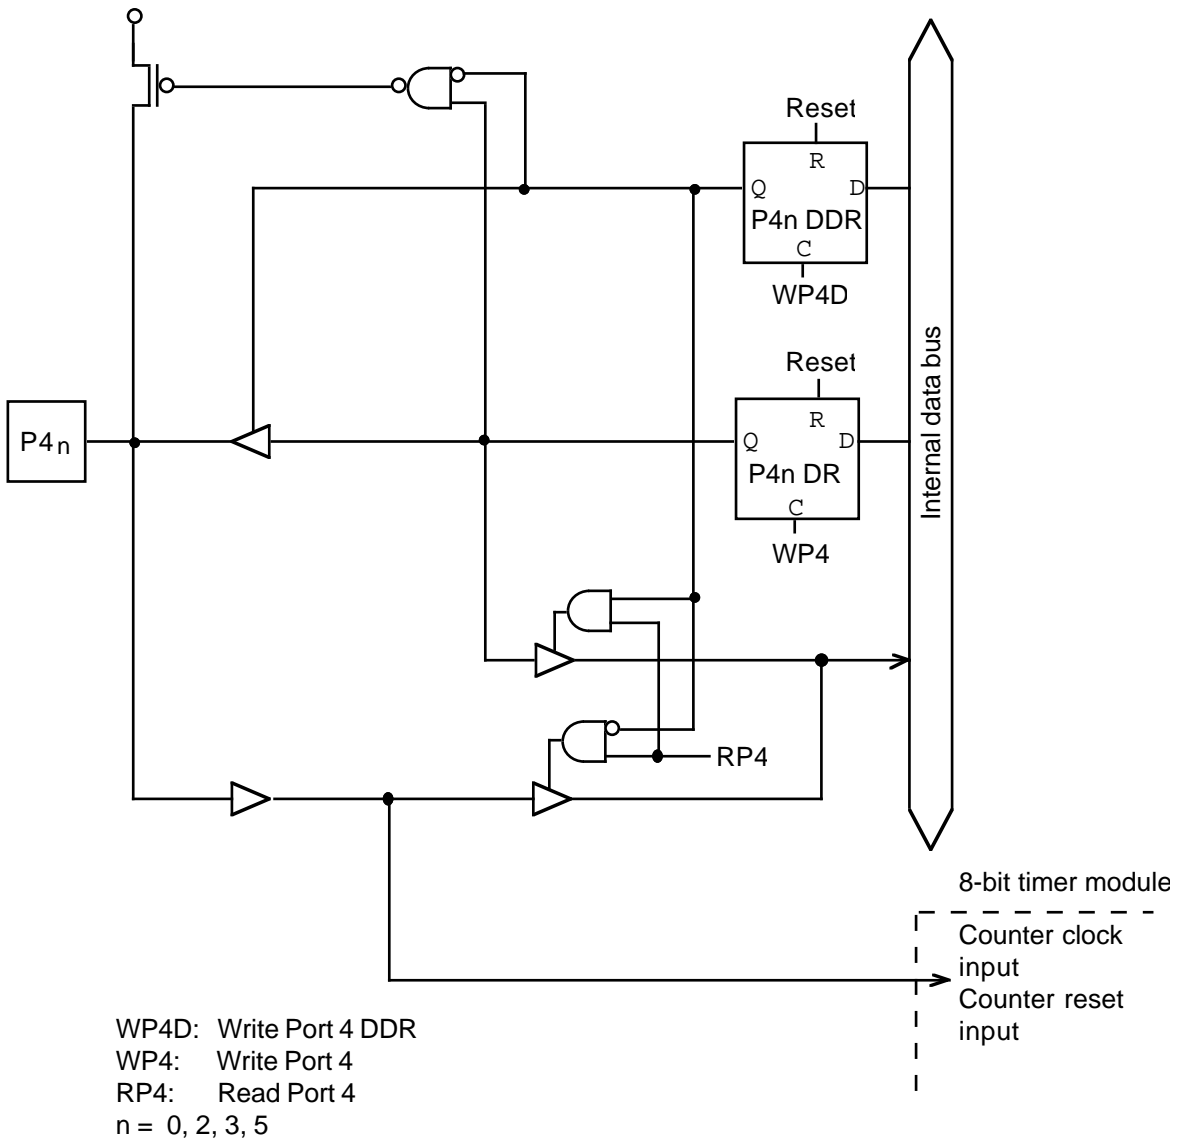 Reset
R
Q D
P4n DDR
C
WP4D
Reset
R
Q D
P4n DR
C
WP4
P4n
Internal data bus
RP4
8-bit timer module
Counter clock
input
Counter reset
input
WP4D: Write Port 4 DDR
WP4: Write Port 4
RP4: Read Port 4
n = 0, 2, 3, 5